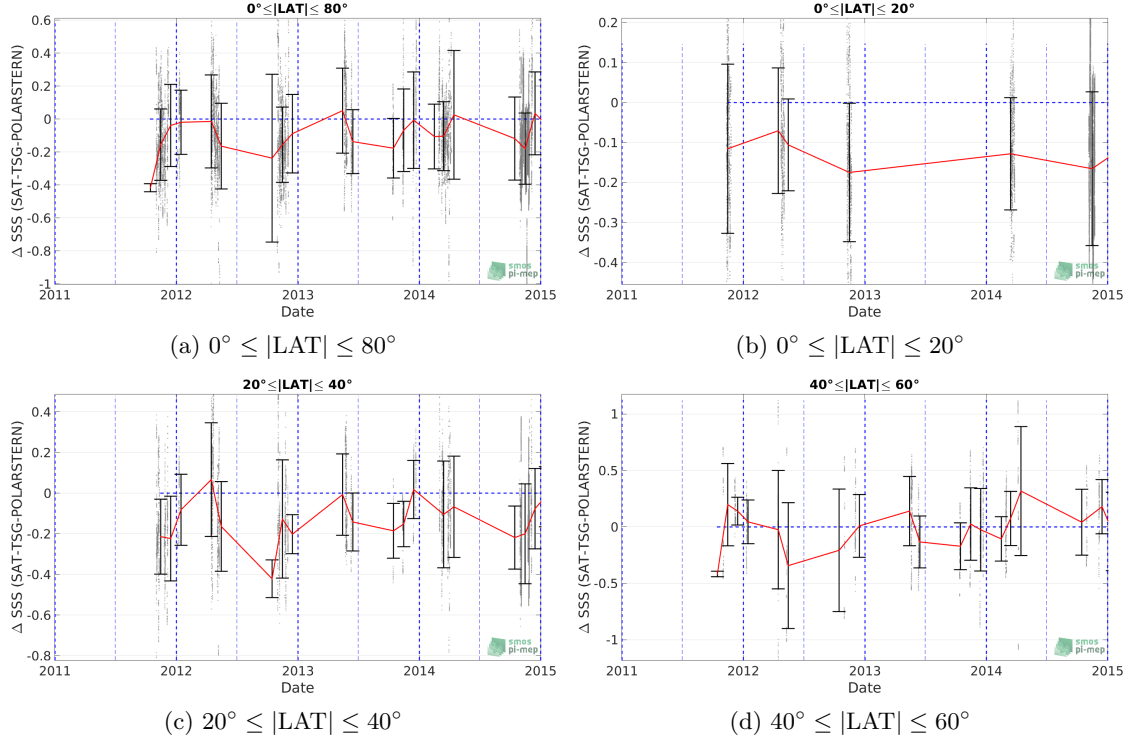 0°≤|LAT|≤ 80°
Δ SSS (SAT-TSG-POLARSTERN)
0.6
0.4
0.2
0
-0.2
-0.4
-0.6
-0.8
-1
2011
2012
2013
2014
2015
Date
smos
pi-mep
(a) 0° ≤ |LAT| ≤ 80°
0°≤|LAT|≤ 20°
Δ SSS (SAT-TSG-POLARSTERN)
0.2
0.1
0
-0.1
-0.2
-0.3
-0.4
2011
2012
2013
2014
2015
Date
smos
pi-mep
(b) 0° ≤ |LAT| ≤ 20°
20°≤|LAT|≤ 40°
Δ SSS (SAT-TSG-POLARSTERN)
0.4
0.2
0
-0.2
-0.4
-0.6
-0.8
2011
2012
2013
2014
2015
Date
smos
pi-mep
(c) 20° ≤ |LAT| ≤ 40°
40°≤|LAT|≤ 60°
Δ SSS (SAT-TSG-POLARSTERN)
1
0.5
0
-0.5
-1
2011
2012
2013
2014
2015
Date
smos
pi-mep
(d) 40° ≤ |LAT| ≤ 60°